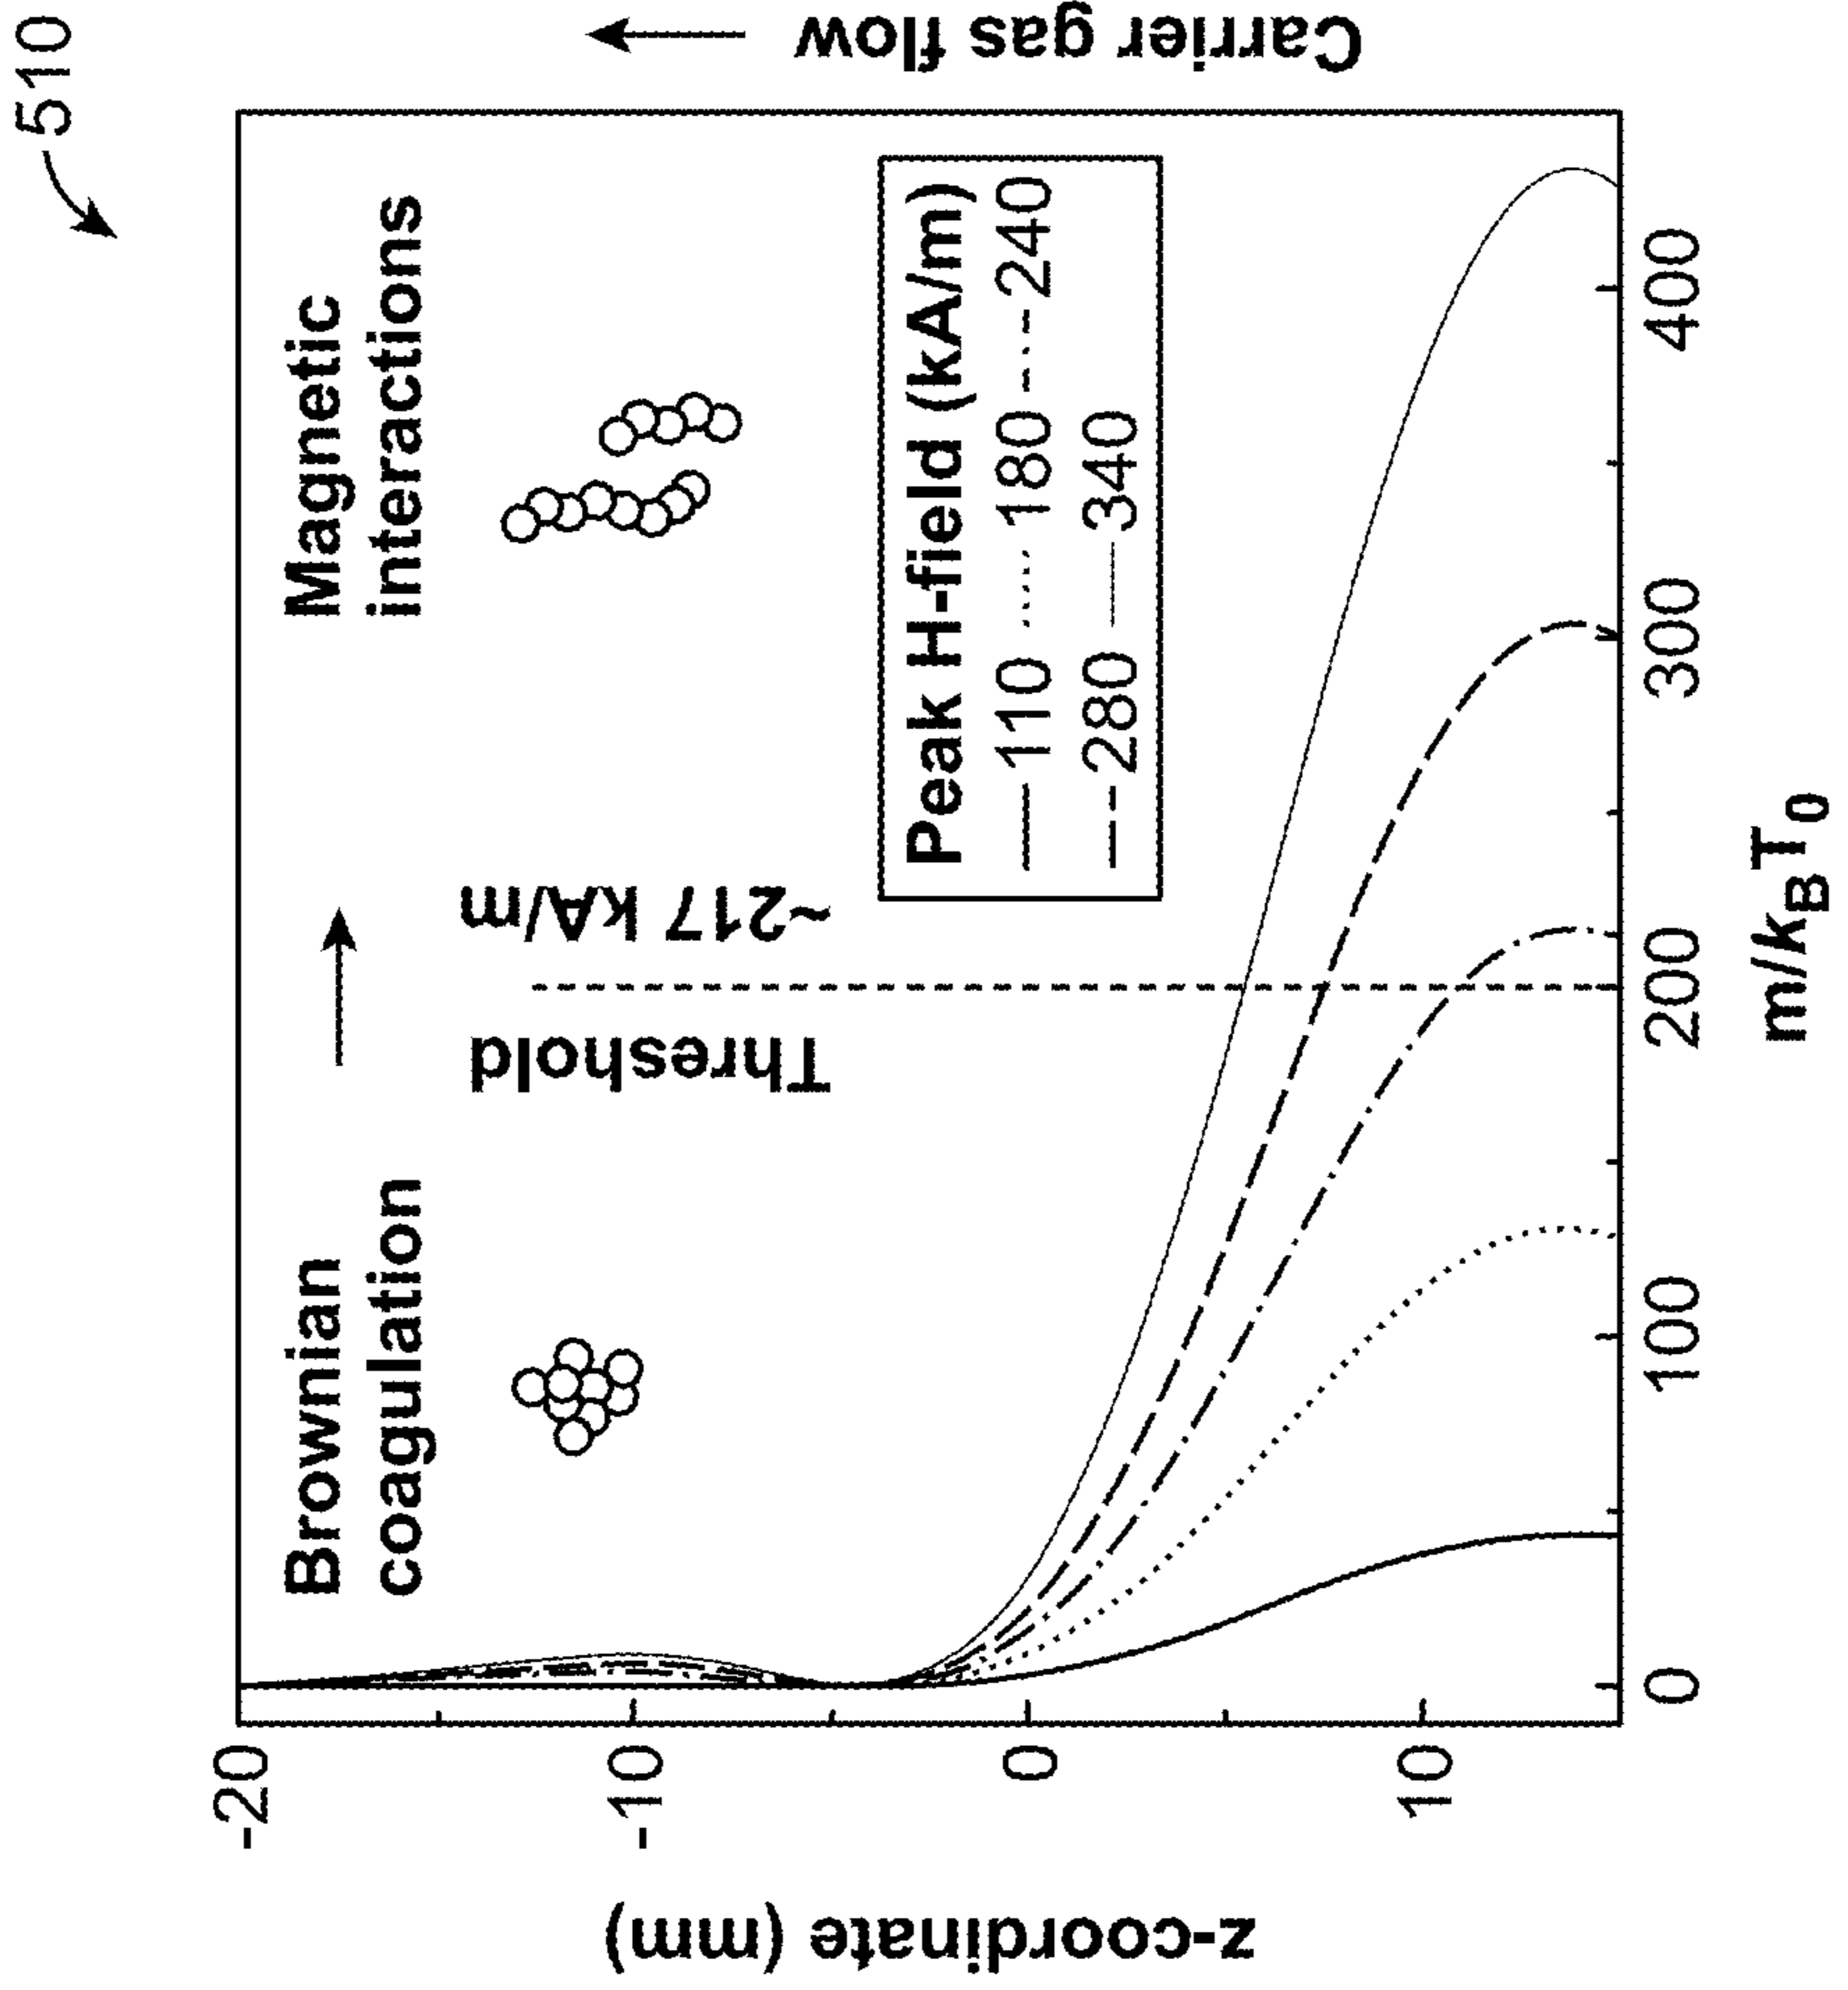 510
Brownian
coagulation
Magnetic
interactions
Threshold
~217 kA/m
Peak H-field (kA/m)
110 180 240
280 340
Carrier gas flow
z-coordinate (mm)
-20
-10
0
10
0 100 200 300 400
m/kBT0